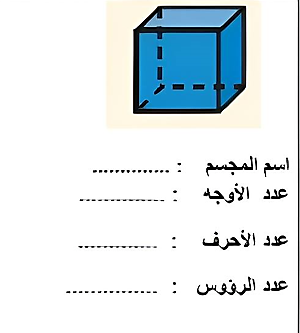 اسم المجسم : ..............
عدد الأوجه : ................
عدد الأحرف : ..............
عدد الرؤوس : ................